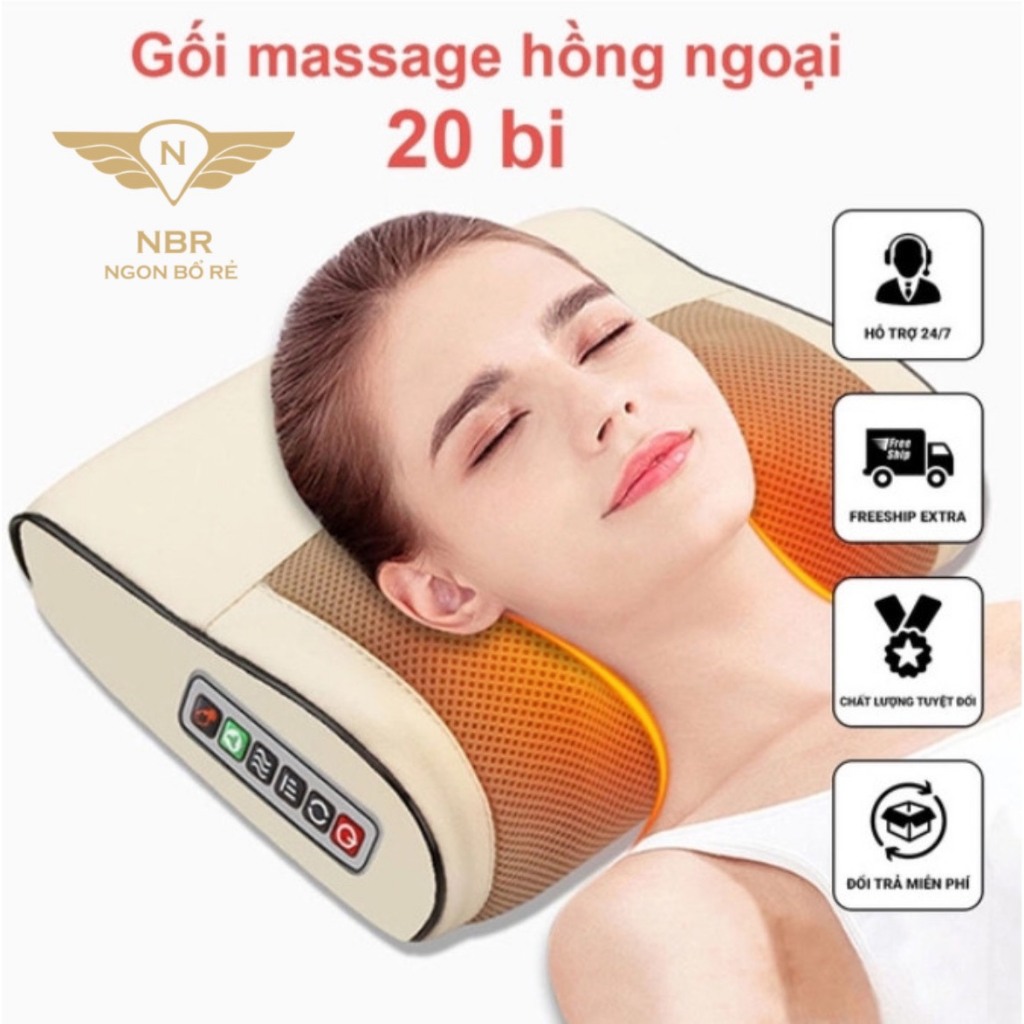 Gối massage hồng ngoại
20 bi
N
NBR
NGON BỔ RẺ
HỖ TRỢ 24/7
Free
Ship
FREESHIP EXTRA
CHẤT LƯỢNG TUYỆT ĐỐI
ĐỔI TRẢ MIỄN PHÍ